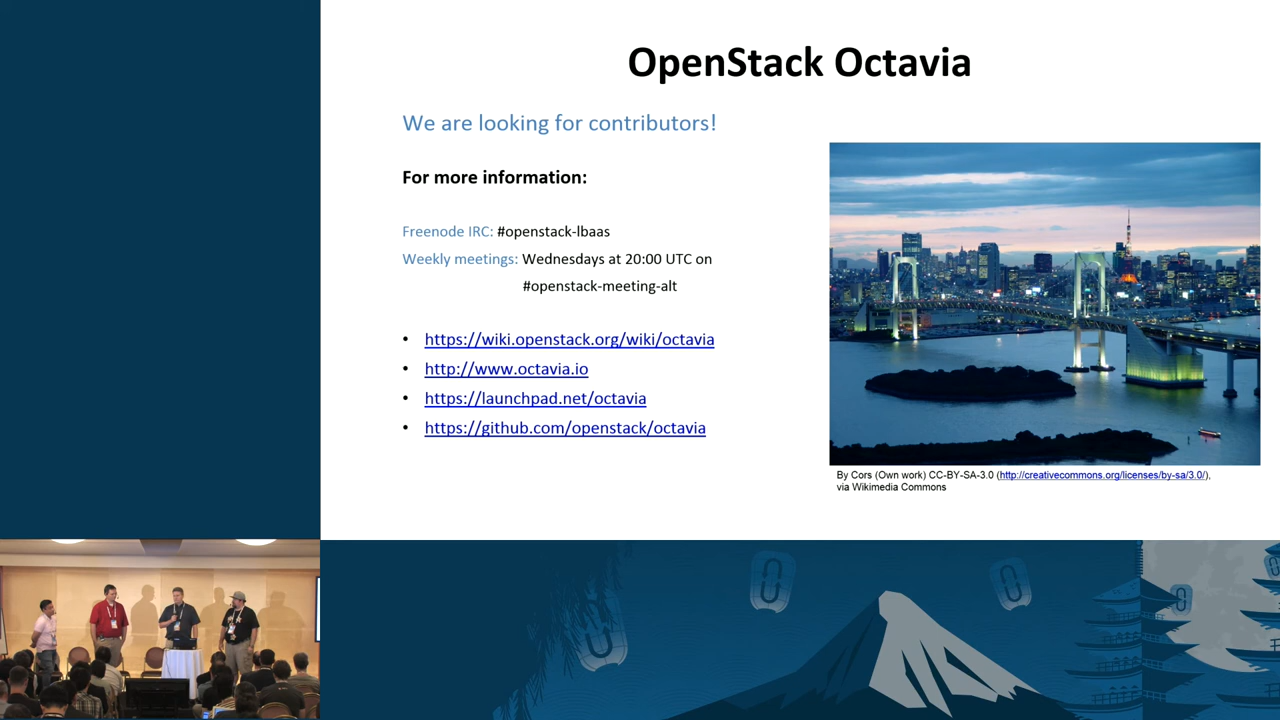 OpenStack Octavia
We are looking for contributors!
For more information:
Freenode IRC: #openstack-lbaas
Weekly meetings: Wednesdays at 20:00 UTC on
#openstack-meeting-alt
• https://wiki.openstack.org/wiki/octavia
• http://www.octavia.io
• https://launchpad.net/octavia
• https://github.com/openstack/octavia
By Cors (Own work) CC-BY-SA-3.0 (http://creativecommons.org/licenses/by-sa/3.0/),
via Wikimedia Commons